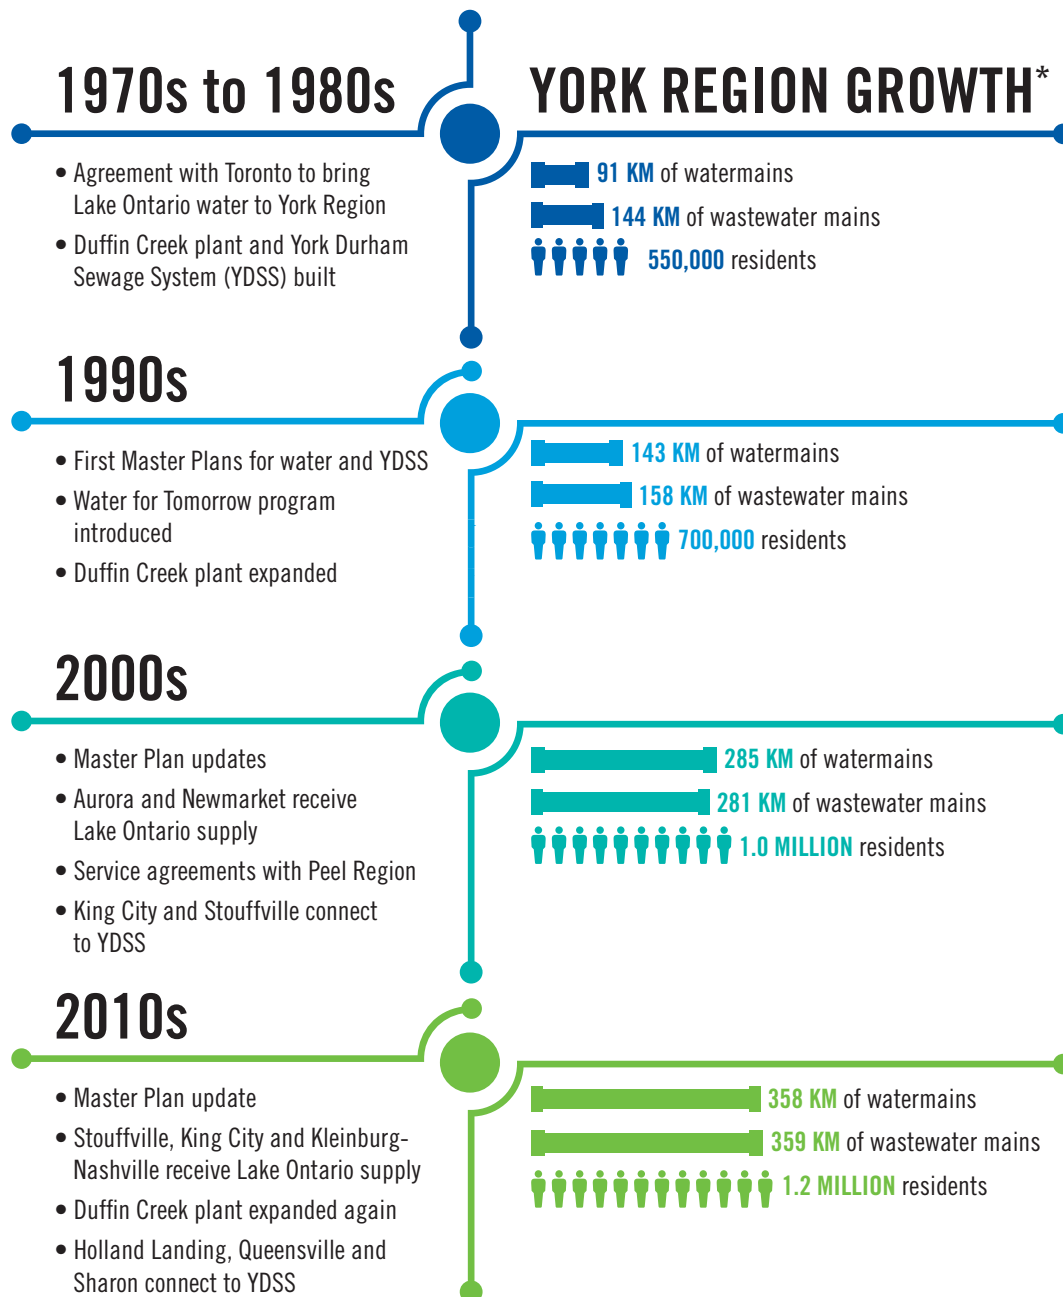 1970s to 1980s
• Agreement with Toronto to bring
Lake Ontario water to York Region
• Duffin Creek plant and York Durham
Sewage System (YDSS) built
YORK REGION GROWTH*
91 KM of watermains
144 KM of wastewater mains
550,000 residents
1990s
• First Master Plans for water and YDSS
• Water for Tomorrow program
introduced
• Duffin Creek plant expanded
143 KM of watermains
158 KM of wastewater mains
700,000 residents
2000s
• Master Plan updates
• Aurora and Newmarket receive
Lake Ontario supply
• Service agreements with Peel Region
• King City and Stouffville connect
to YDSS
285 KM of watermains
281 KM of wastewater mains
1.0 MILLION residents
2010s
• Master Plan update
• Stouffville, King City and Kleinburg-
Nashville receive Lake Ontario supply
• Duffin Creek plant expanded again
• Holland Landing, Queensville and
Sharon connect to YDSS
358 KM of watermains
359 KM of wastewater mains
1.2 MILLION residents